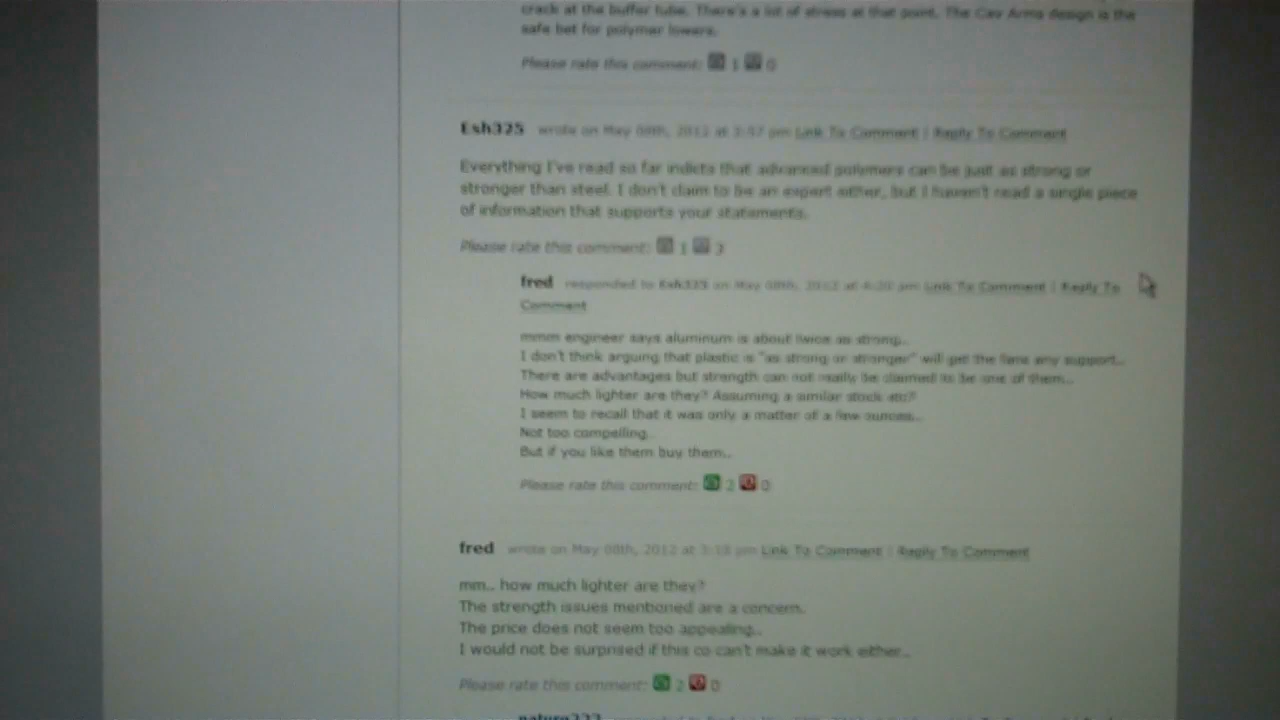 crack at the buffer tube. There's a lot of stress at that point. The Cav Arms design is the
safe bet for polymer lowers.
Please rate this comment: 1 0
Esh325 wrote on May 08th, 2012 at 3:47 pm Link To Comment | Reply To Comment
Everything I've read so far indicts that advanced polymers can be just as strong or
stronger than steel. I don't claim to be an expert either, but I haven't read a single piece
of information that supports your statements.
Please rate this comment: 1 3
fred responded to Esh325 on May 08th, 2012 at pm Link To Comment | Reply To
Comment
mmm engineer says aluminum is about twice as strong..
I don't think arguing that plastic is "as strong or stronger" will get the fans any support...
There are advantages but strength can not really be claimed to be one of them...
How much lighter are they? Assuming a similar stock etc?
I seem to recall that it was only a matter of a few ounces...
Not too compelling.
But if you like them buy them..
Please rate this comment: 2 0
fred wrote on May 08th, 2012 at 3:18 pm Link To Comment | Reply To Comment
mm.. how much lighter are they?
The strength issues mentioned are a concern.
The price does not seem too appealing..
I would not be surprised if this co can't make it work either..
Please rate this comment: 2 0